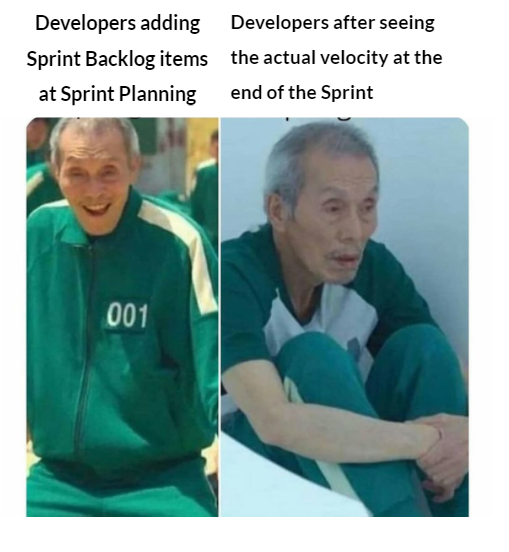 Developers adding
Sprint Backlog items
at Sprint Planning
Developers after seeing
the actual velocity at the
end of the Sprint
001